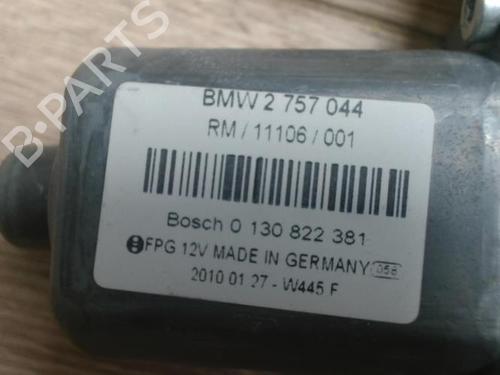 B-PARTS
BMW 2 757 044
RM / 11106 / 001
Bosch 0 130 822 381
FPG 12V MADE IN GERMANY 058
2010 01 27 - W445 F